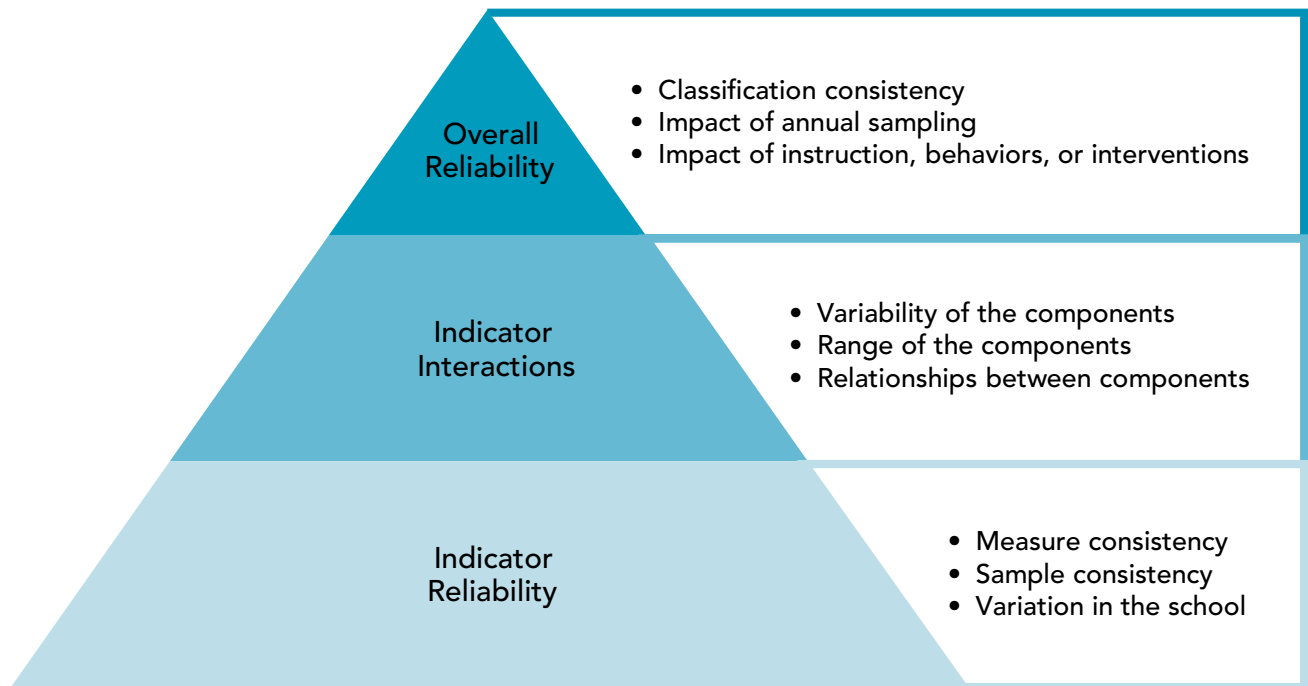 Overall
Reliability
• Classification consistency
• Impact of annual sampling
• Impact of instruction, behaviors, or interventions
Indicator
Interactions
• Variability of the components
• Range of the components
• Relationships between components
Indicator
Reliability
• Measure consistency
• Sample consistency
• Variation in the school